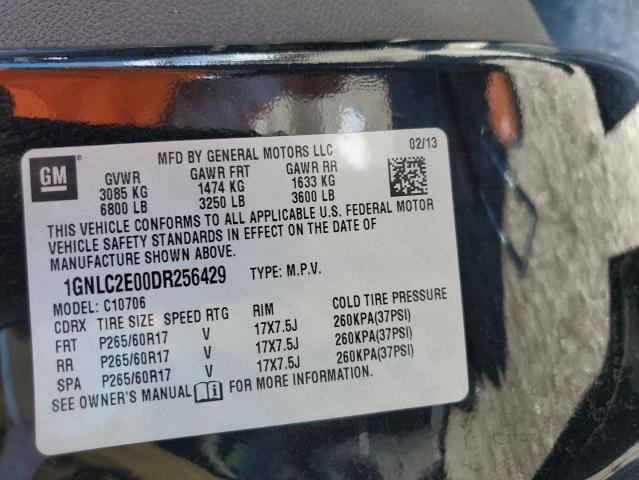 MFD BY GENERAL MOTORS LLC 02/13
GM ® GVWR GAWR FRT GAWR RR
3085 KG 1474 KG 1633 KG
6800 LB 3250 LB 3600 LB
THIS VEHICLE CONFORMS TO ALL APPLICABLE U.S. FEDERAL MOTOR
VEHICLE SAFETY STANDARDS IN EFFECT ON THE DATE OF
MANUFACTURE SHOWN ABOVE.
1GNLC2E00DR256429 TYPE: M.P.V.
MODEL: C10706
CDRX TIRE SIZE SPEED RTG RIM COLD TIRE PRESSURE
FRT P265/60R17 V 17X7.5J 260KPA(37PSI)
RR P265/60R17 V 17X7.5J 260KPA(37PSI)
SPA P265/60R17 V 17X7.5J 260KPA(37PSI)
SEE OWNER'S MANUAL FOR MORE INFORMATION.